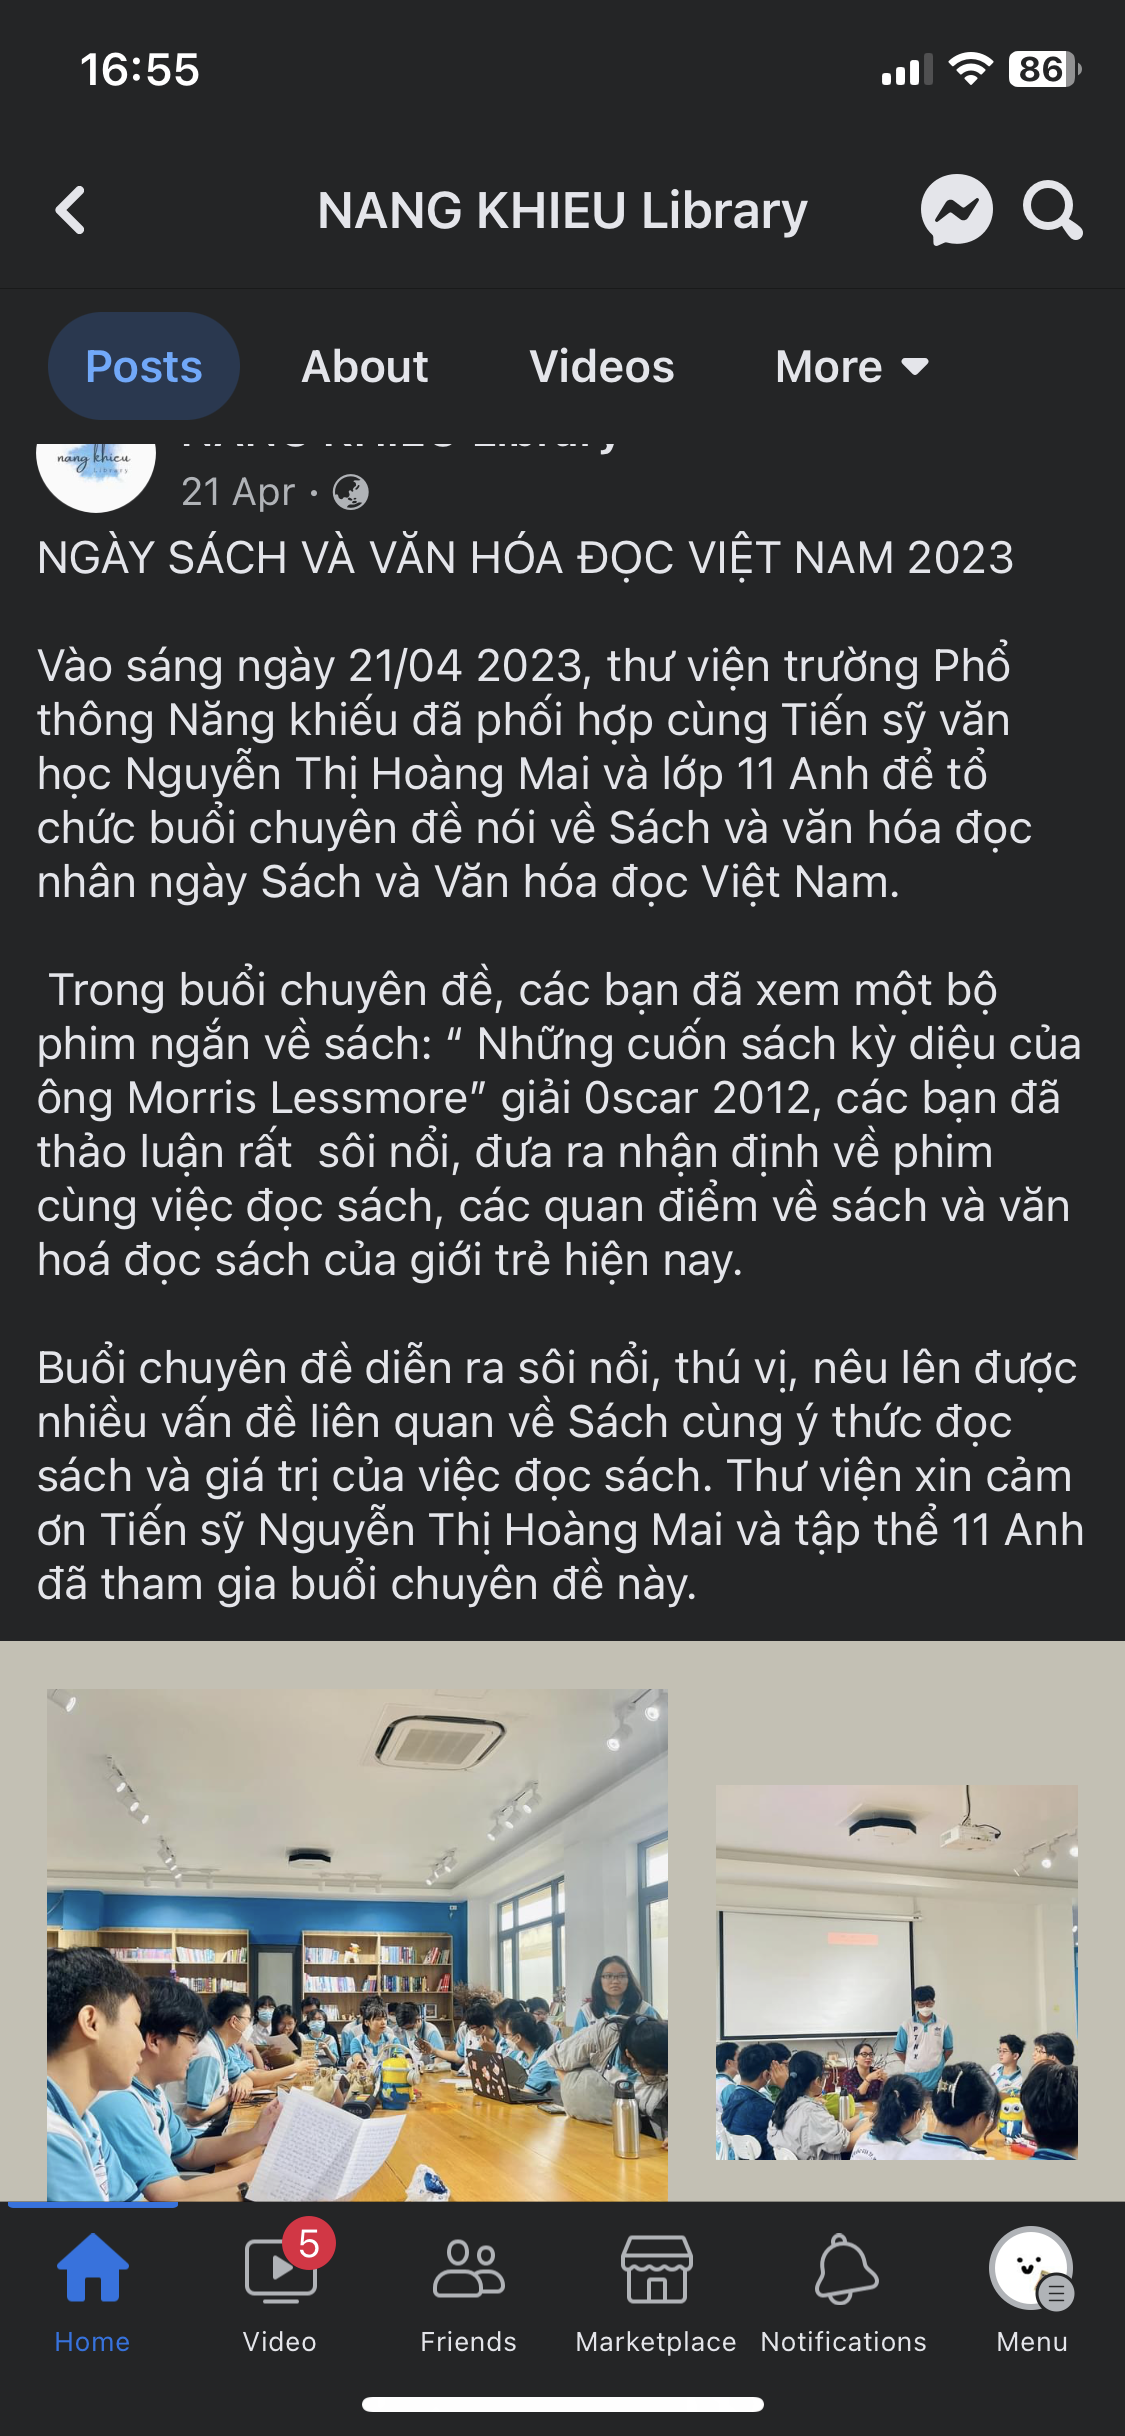 16:55
86
NANG KHIEU Library
Posts
About
Videos
More
NANG KHIEU Library
nang khieu
Library
21 Apr
NGÀY SÁCH VÀ VĂN HÓA ĐỌC VIỆT NAM 2023
Vào sáng ngày 21/04 2023, thư viện trường Phổ
thông Năng khiếu đã phối hợp cùng Tiến sỹ văn
học Nguyễn Thị Hoàng Mai và lớp 11 Anh để tổ
chức buổi chuyên đề nói về Sách và văn hóa đọc
nhân ngày Sách và Văn hóa đọc Việt Nam.
Trong buổi chuyên đề, các bạn đã xem một bộ
phim ngắn về sách: “ Những cuốn sách kỳ diệu của
ông Morris Lessmore” giải 0scar 2012, các bạn đã
thảo luận rất  sôi nổi, đưa ra nhận định về phim
cùng việc đọc sách, các quan điểm về sách và văn
hoá đọc sách của giới trẻ hiện nay.
Buổi chuyên đề diễn ra sôi nổi, thú vị, nêu lên được
nhiều vấn đề liên quan về Sách cùng ý thức đọc
sách và giá trị của việc đọc sách. Thư viện xin cảm
ơn Tiến sỹ Nguyễn Thị Hoàng Mai và tập thể 11 Anh
đã tham gia buổi chuyên đề này.
5
Home
Video
Friends
Marketplace
Notifications
Menu